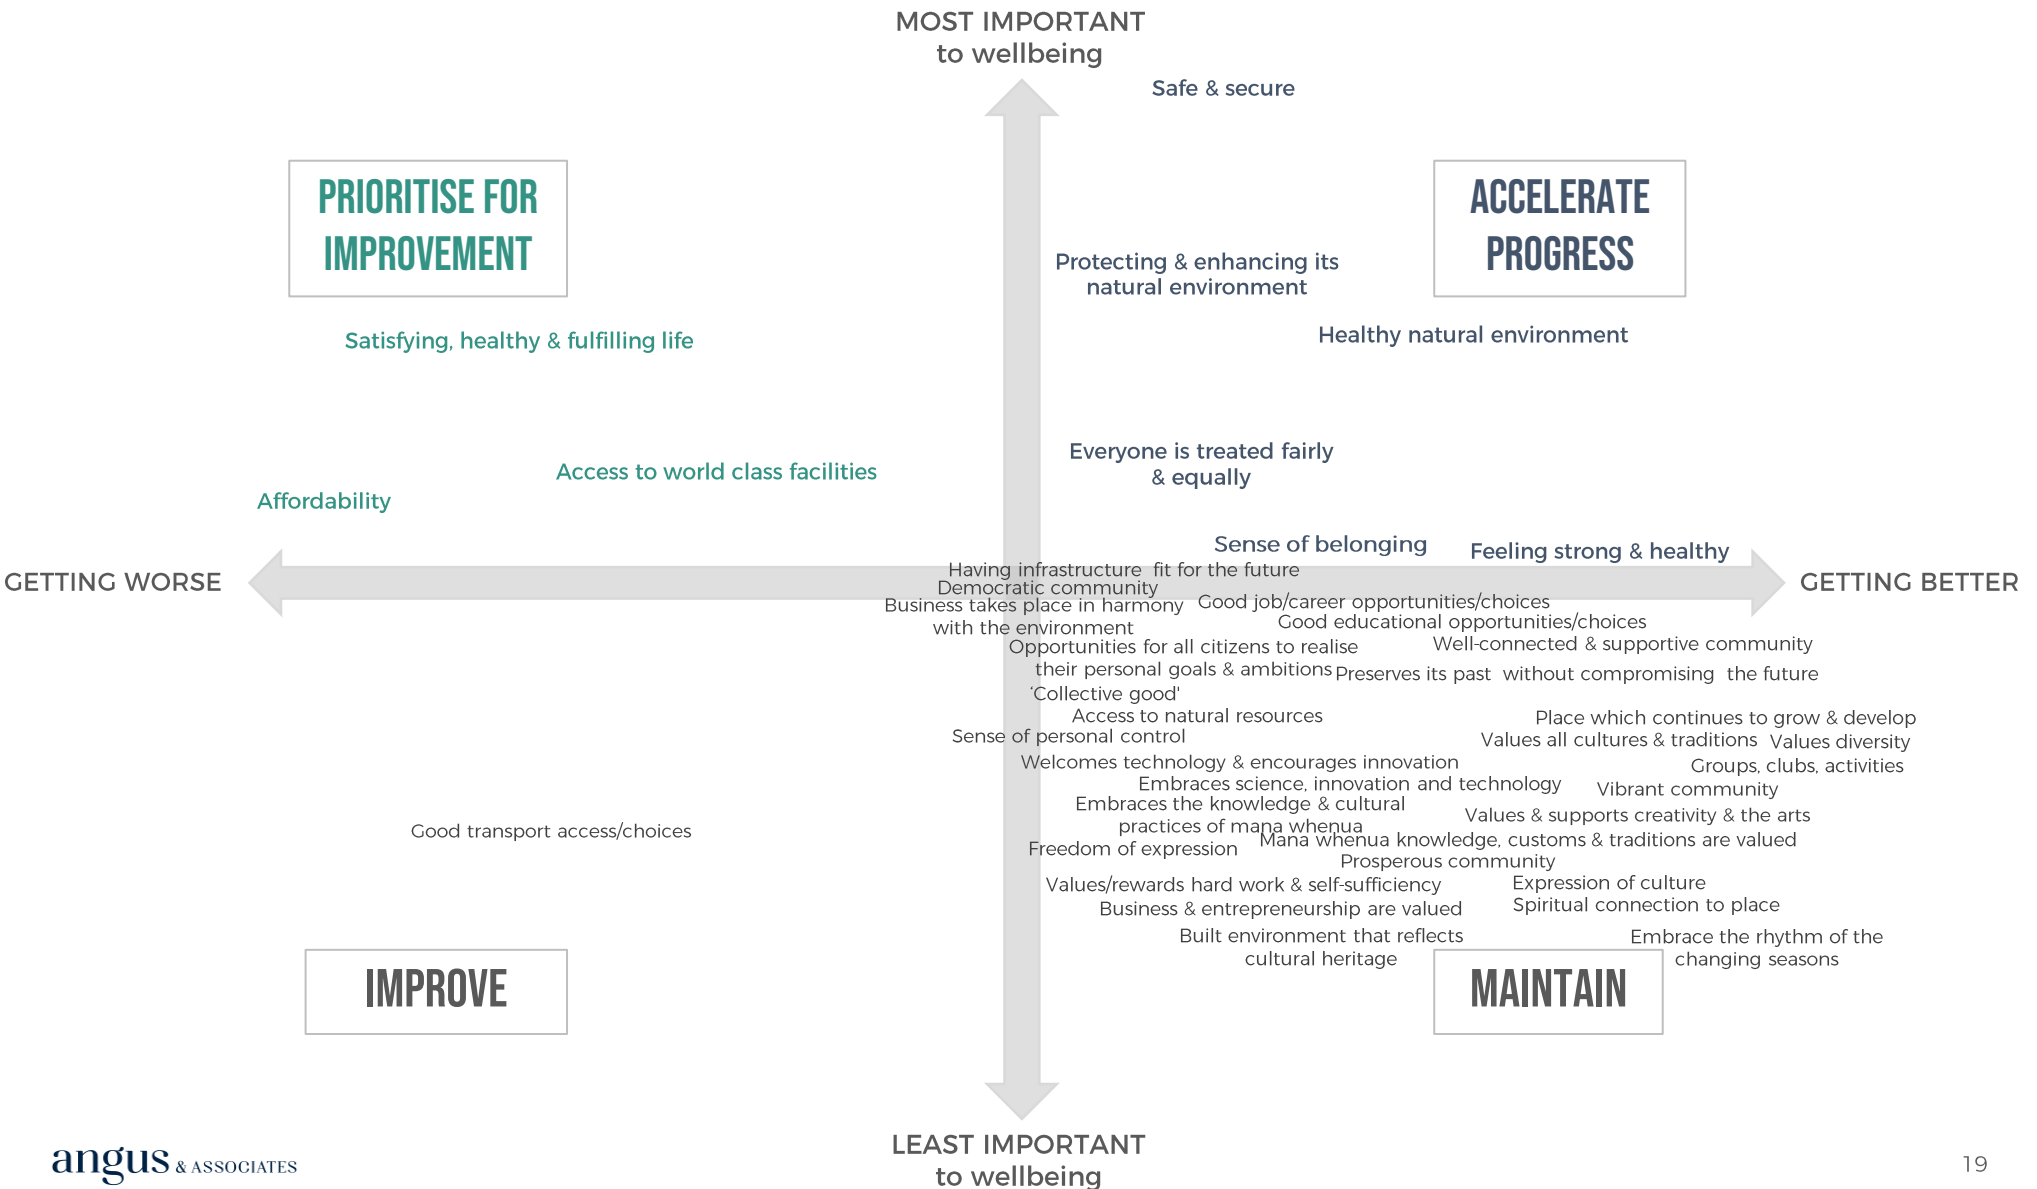 MOST IMPORTANT
to wellbeing
Safe & secure
PRIORITISE FOR
IMPROVEMENT
ACCELERATE
PROGRESS
Protecting & enhancing its
natural environment
Satisfying, healthy & fulfilling life
Healthy natural environment
Everyone is treated fairly
& equally
Access to world class facilities
Affordability
Sense of belonging
Feeling strong & healthy
GETTING WORSE
GETTING BETTER
Having infrastructure fit for the future
Democratic community
Business takes place in harmony
with the environment
Good job/career opportunities/choices
Good educational opportunities/choices
Opportunities for all citizens to realise
their personal goals & ambitions
Well-connected & supportive community
Preserves its past without compromising the future
‘Collective good'
Access to natural resources
Sense of personal control
Place which continues to grow & develop
Values all cultures & traditions
Values diversity
Welcomes technology & encourages innovation
Groups, clubs, activities
Embraces science, innovation and technology
Vibrant community
Embraces the knowledge & cultural
practices of mana whenua
Values & supports creativity & the arts
Good transport access/choices
Freedom of expression
Mana whenua knowledge, customs & traditions are valued
Prosperous community
Values/rewards hard work & self-sufficiency
Expression of culture
Business & entrepreneurship are valued
Spiritual connection to place
Built environment that reflects
cultural heritage
Embrace the rhythm of the
changing seasons
IMPROVE
MAINTAIN
LEAST IMPORTANT
to wellbeing
angus & ASSOCIATES
19